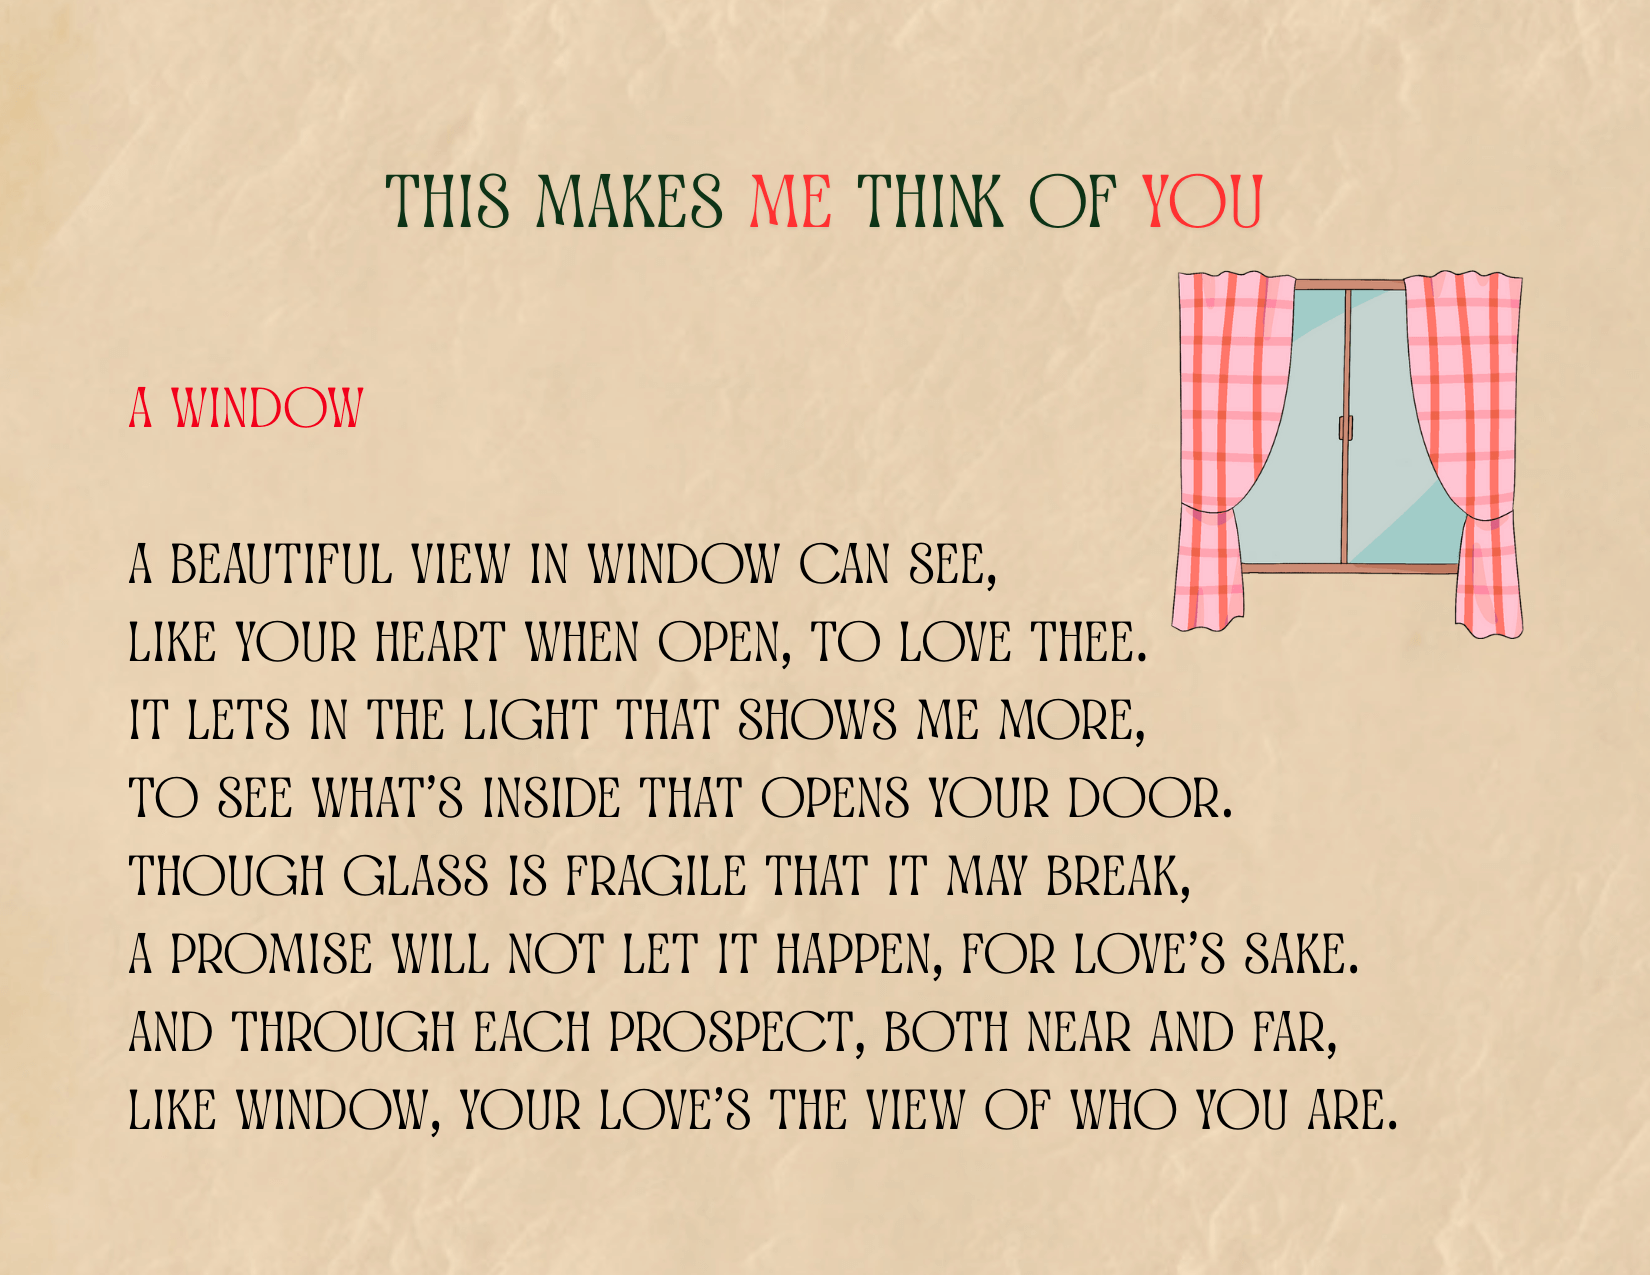 THIS MAKES ME THINK OF YOU
A WINDOW
A BEAUTIFUL VIEW IN WINDOW CAN SEE,
LIKE YOUR HEART WHEN OPEN, TO LOVE THEE.
IT LETS IN THE LIGHT THAT SHOWS ME MORE,
TO SEE WHAT’S INSIDE THAT OPENS YOUR DOOR.
THOUGH GLASS IS FRAGILE THAT IT MAY BREAK,
A PROMISE WILL NOT LET IT HAPPEN, FOR LOVE’S SAKE.
AND THROUGH EACH PROSPECT, BOTH NEAR AND FAR,
LIKE WINDOW, YOUR LOVE’S THE VIEW OF WHO YOU ARE.